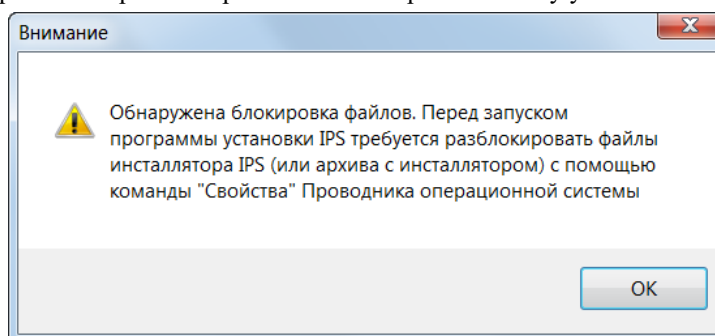 Внимание
Обнаружена блокировка файлов. Перед запуском
программы установки IPS требуется разблокировать файлы
инсталлятора IPS (или архива с инсталлятором) с помощью
команды "Свойства" Проводника операционной системы
OK